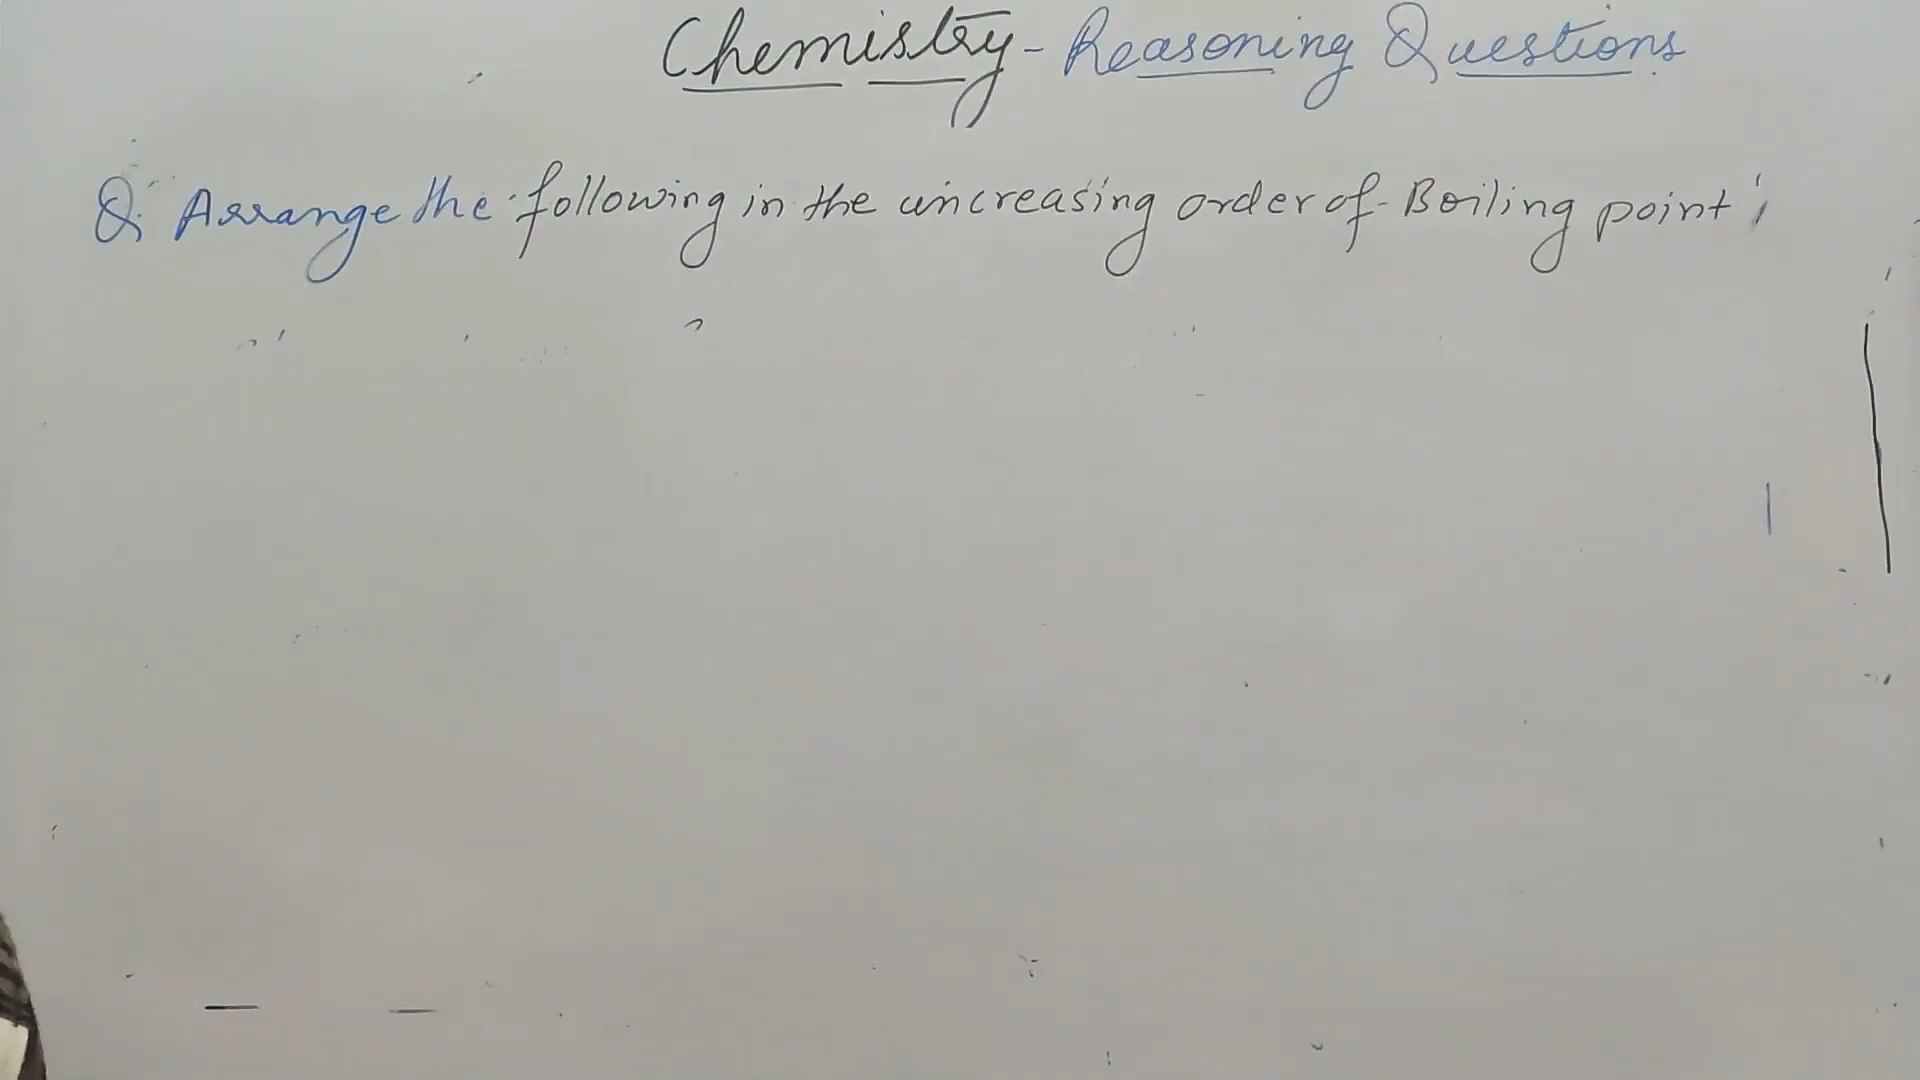 Chemistry - Reasoning Questions
Q. Arrange the following in the increasing order of Boiling point;